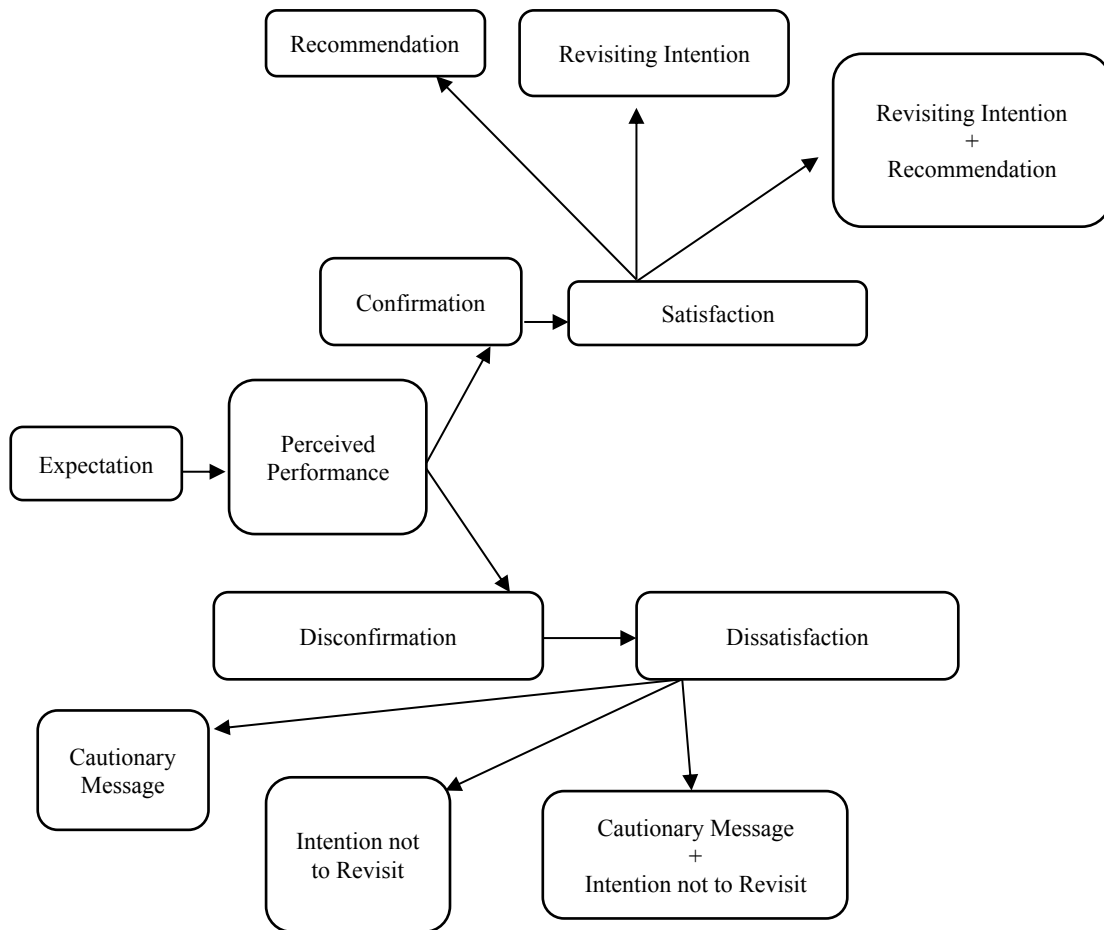 Recommendation
Revisiting Intention
Revisiting Intention
+
Recommendation
Confirmation
Satisfaction
Expectation
Perceived
Performance
Disconfirmation
Dissatisfaction
Cautionary
Message
Intention not
to Revisit
Cautionary Message
+
Intention not to Revisit